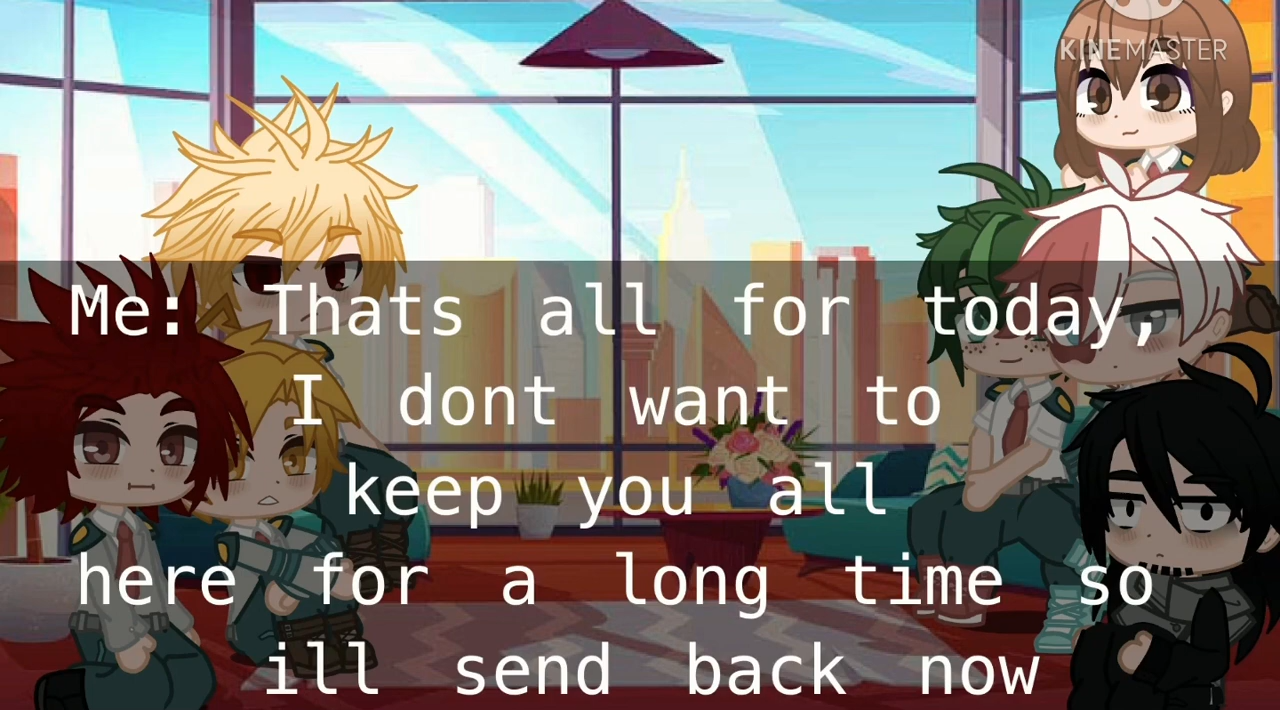 KINEMASTER
Me: Thats all for today,
I dont want to
keep you all
here for a long time so
ill send back now